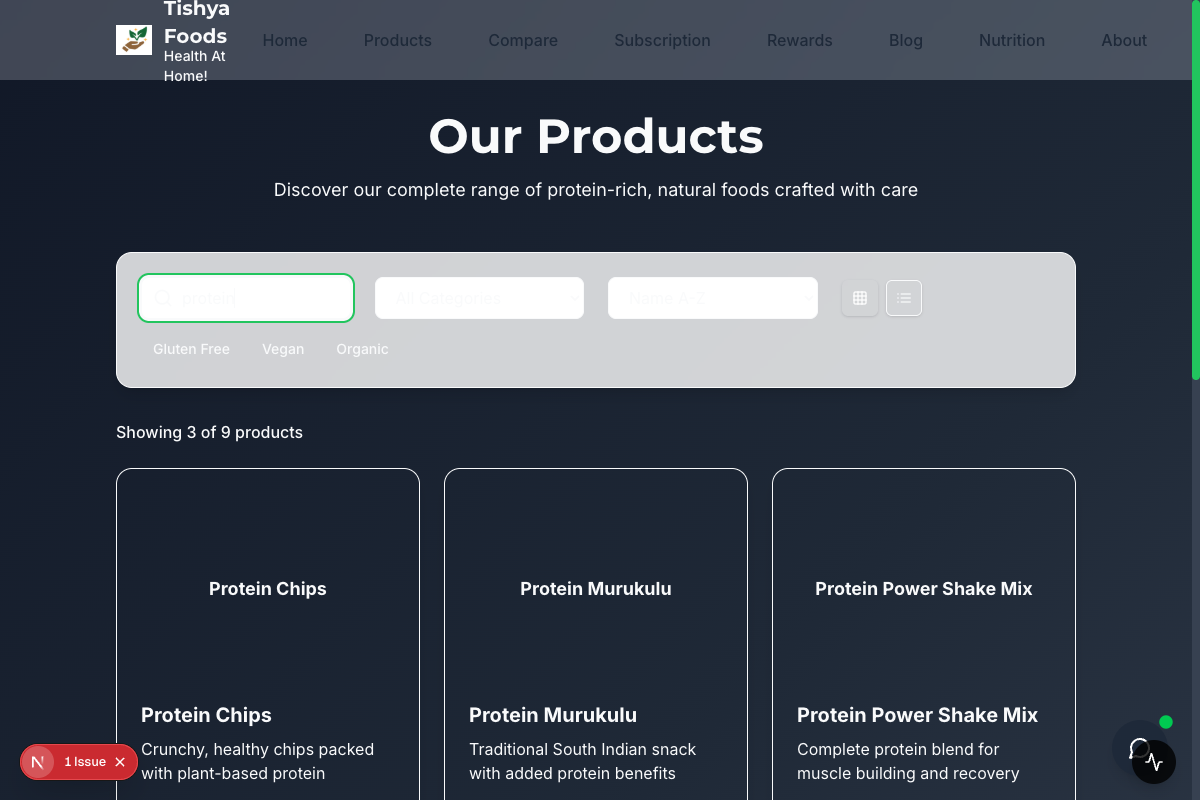 Tishya
Foods
Health At
Home!
Home
Products
Compare
Subscription
Rewards
Blog
Nutrition
About
Our Products
Discover our complete range of protein-rich, natural foods crafted with care
protein
All Categories
Name A-Z
Gluten Free
Vegan
Organic
Showing 3 of 9 products
Protein Chips
Protein Murukulu
Protein Power Shake Mix
Protein Chips
Crunchy, healthy chips packed
with plant-based protein
Protein Murukulu
Traditional South Indian snack
with added protein benefits
Protein Power Shake Mix
Complete protein blend for
muscle building and recovery
N
1 Issue